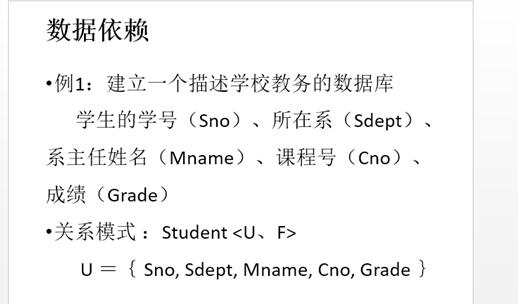 数据依赖
•例1：建立一个描述学校教务的数据库
学生的学号（Sno）、所在系（Sdept）、
系主任姓名（Mname）、课程号（Cno）、
成绩（Grade）
•关系模式 ：Student <U、F>
U ＝｛ Sno, Sdept, Mname, Cno, Grade ｝